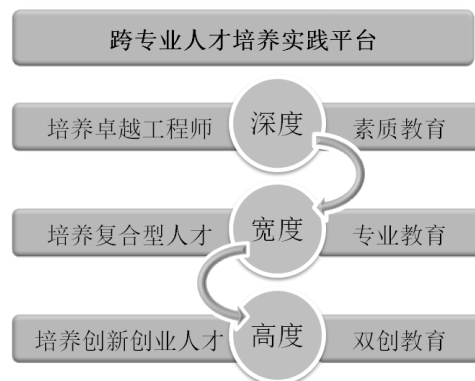 跨专业人才培养实践平台
培养卓越工程师 深度 素质教育
培养复合型人才 宽度 专业教育
培养创新创业人才 高度 双创教育